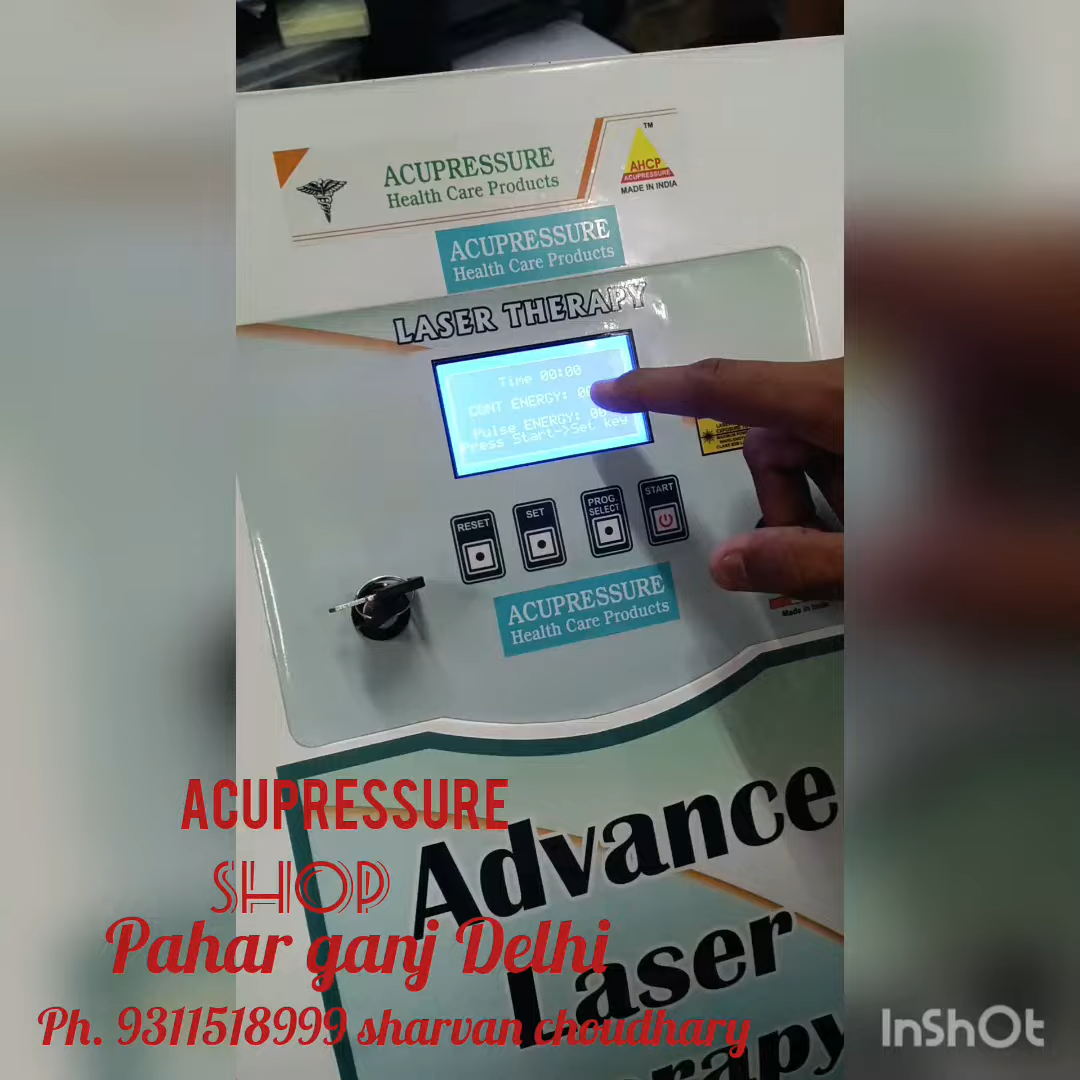 ACUPRESSURE
Health Care Products
TM
AHCP
ACUPRESSURE
MADE IN INDIA
ACUPRESSURE
Health Care Products
LASER THERAPY
Time 00:00
CONT ENERGY:
Pulse ENERGY:
Press Start->Set key
RESET
SET
PROG.
SELECT
START
ACUPRESSURE
Health Care Products
Made in India
ACUPRESSURE
SHOP
Advance
Pahar ganj Delhi
Laser
Ph. 9311518999 sharvan choudhary
InShOt